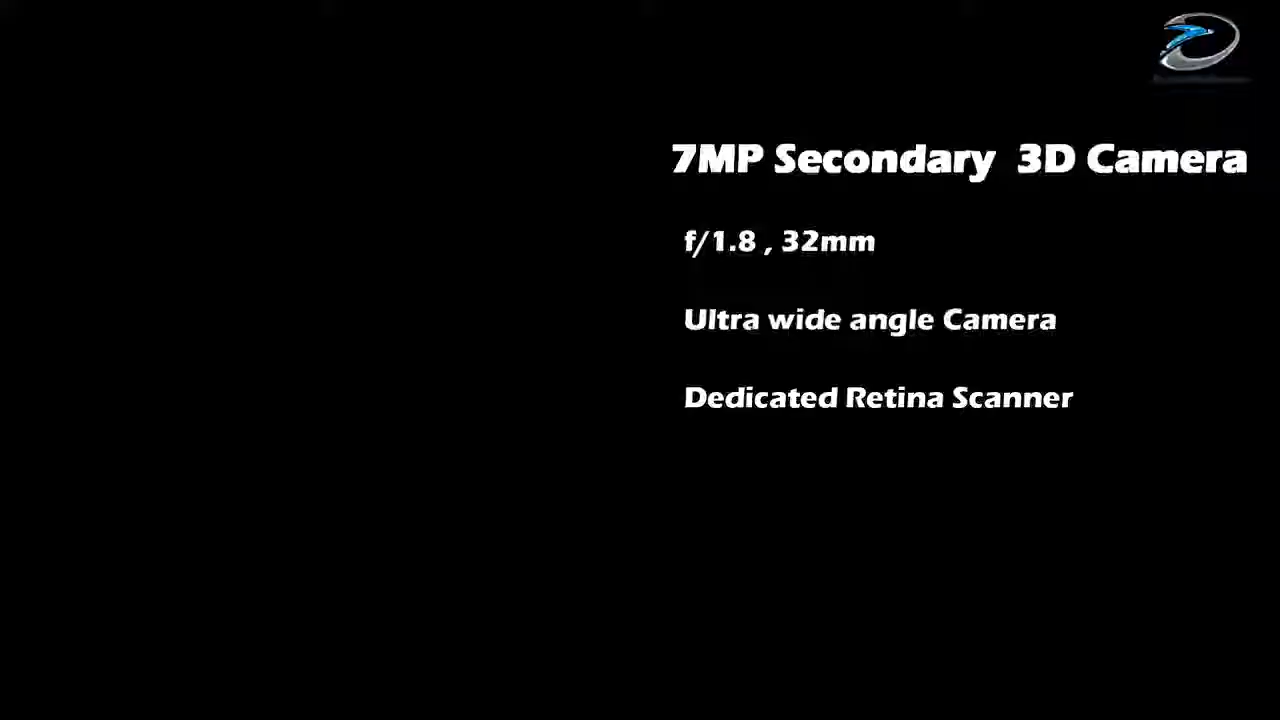 7MP Secondary 3D Camera
f/1.8 , 32mm
Ultra wide angle Camera
Dedicated Retina Scanner